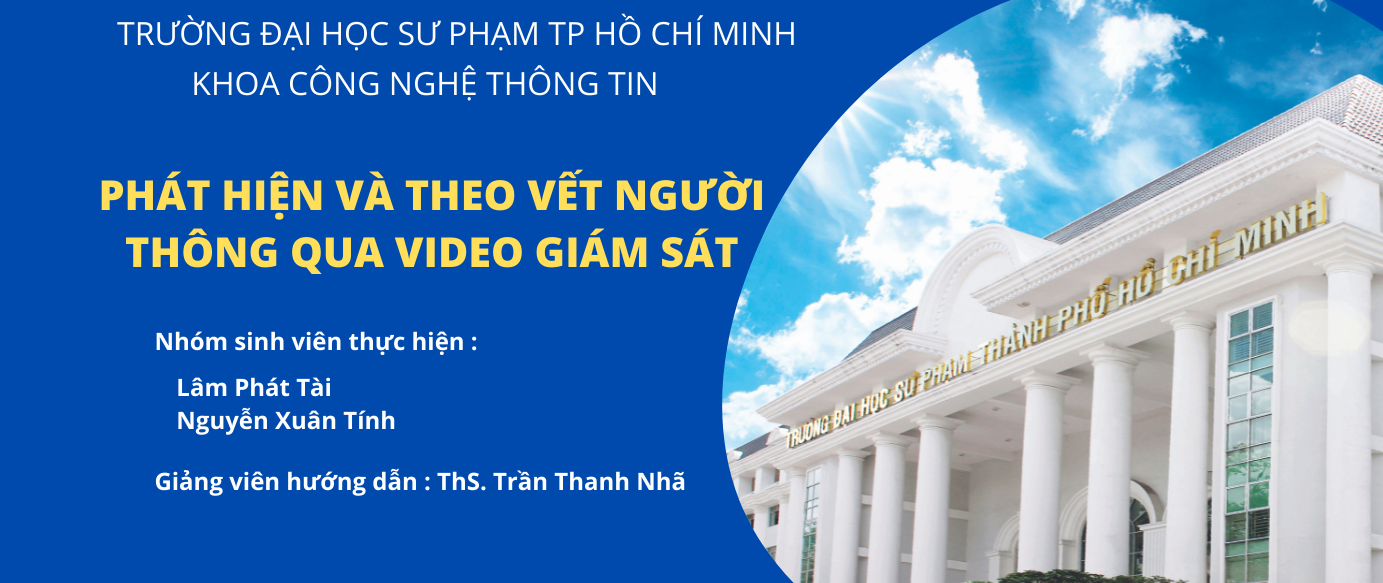 TRƯỜNG ĐẠI HỌC SƯ PHẠM TP HỒ CHÍ MINH
KHOA CÔNG NGHỆ THÔNG TIN
PHÁT HIỆN VÀ THEO VẾT NGƯỜI
THÔNG QUA VIDEO GIÁM SÁT
Nhóm sinh viên thực hiện :
Lâm Phát Tài
Nguyễn Xuân Tính
Giảng viên hướng dẫn : ThS. Trần Thanh Nhã
TRƯỜNG ĐẠI HỌC SƯ PHẠM THÀNH PHỐ HỒ CHÍ MINH